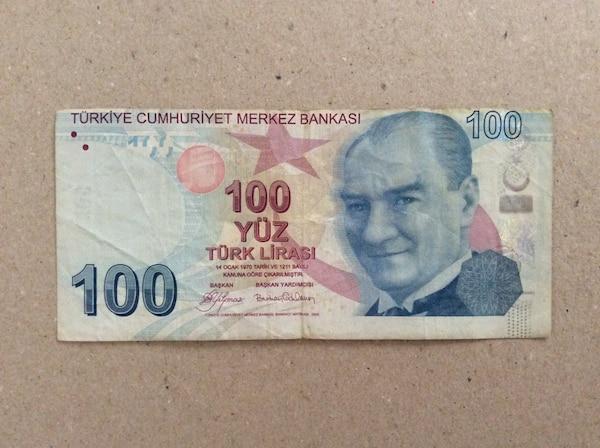 TÜRKİYE CUMHURİYET MERKEZ BANKASI
100
100
YÜZ
TÜRK LİRASI
14 OCAK 1970 TARİH VE 1211 SAYILI
KANUNA GÖRE ÇIKARILMIŞTIR.
BAŞKAN BAŞKAN YARDIMCISI
100